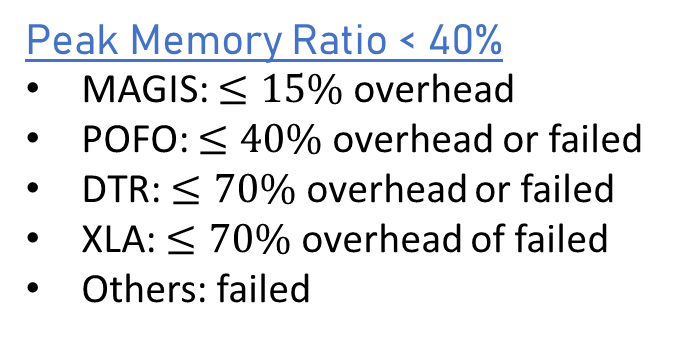 Peak Memory Ratio < 40%
• MAGIS: ≤ 15% overhead
• POFO: ≤ 40% overhead or failed
• DTR: ≤ 70% overhead or failed
• XLA: ≤ 70% overhead of failed
• Others: failed